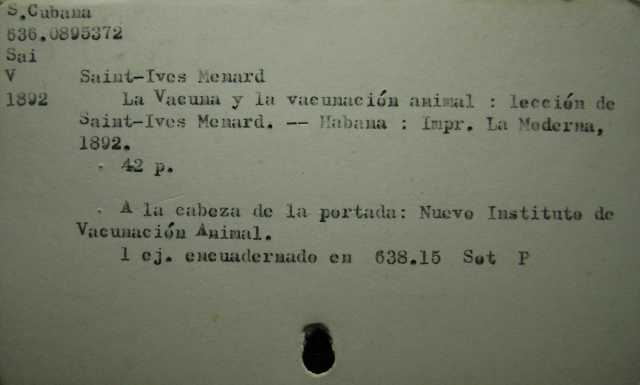 S.Cubana
636.0895372
Sai
V Saint-Ives Menard
1892 La Vacuna y la vacunación animal : lección de
Saint-Ives Menard. -- Habana : Impr. La Moderna,
1892.
42 p.
A la cabeza de la portada: Nuevo Instituto de
Vacunación Animal.
1 ej. encuadernado en 638.15 Sot P